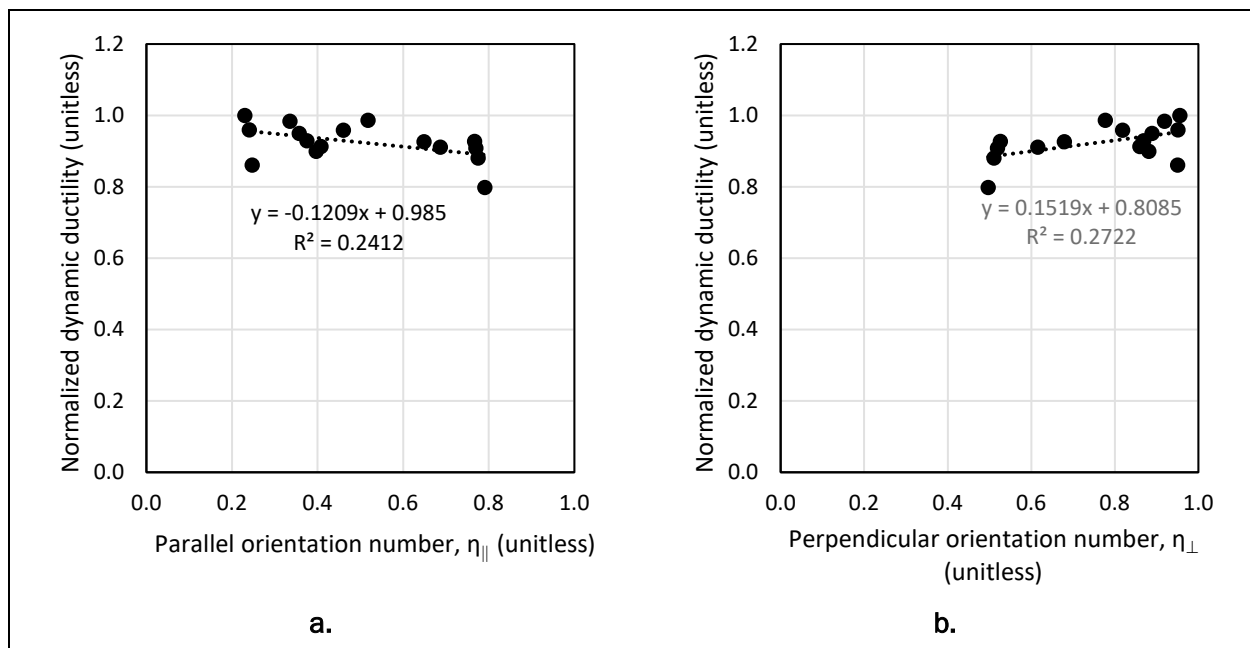 Normalized dynamic ductility (unitless)
1.2
1.0
0.8
0.6
0.4
0.2
0.0
0.0 0.2 0.4 0.6 0.8 1.0
y = -0.1209x + 0.985
R² = 0.2412
Parallel orientation number, η∥ (unitless)
a.
Normalized dynamic ductility (unitless)
1.2
1.0
0.8
0.6
0.4
0.2
0.0
0.0 0.2 0.4 0.6 0.8 1.0
y = 0.1519x + 0.8085
R² = 0.2722
Perpendicular orientation number, η⊥
(unitless)
b.